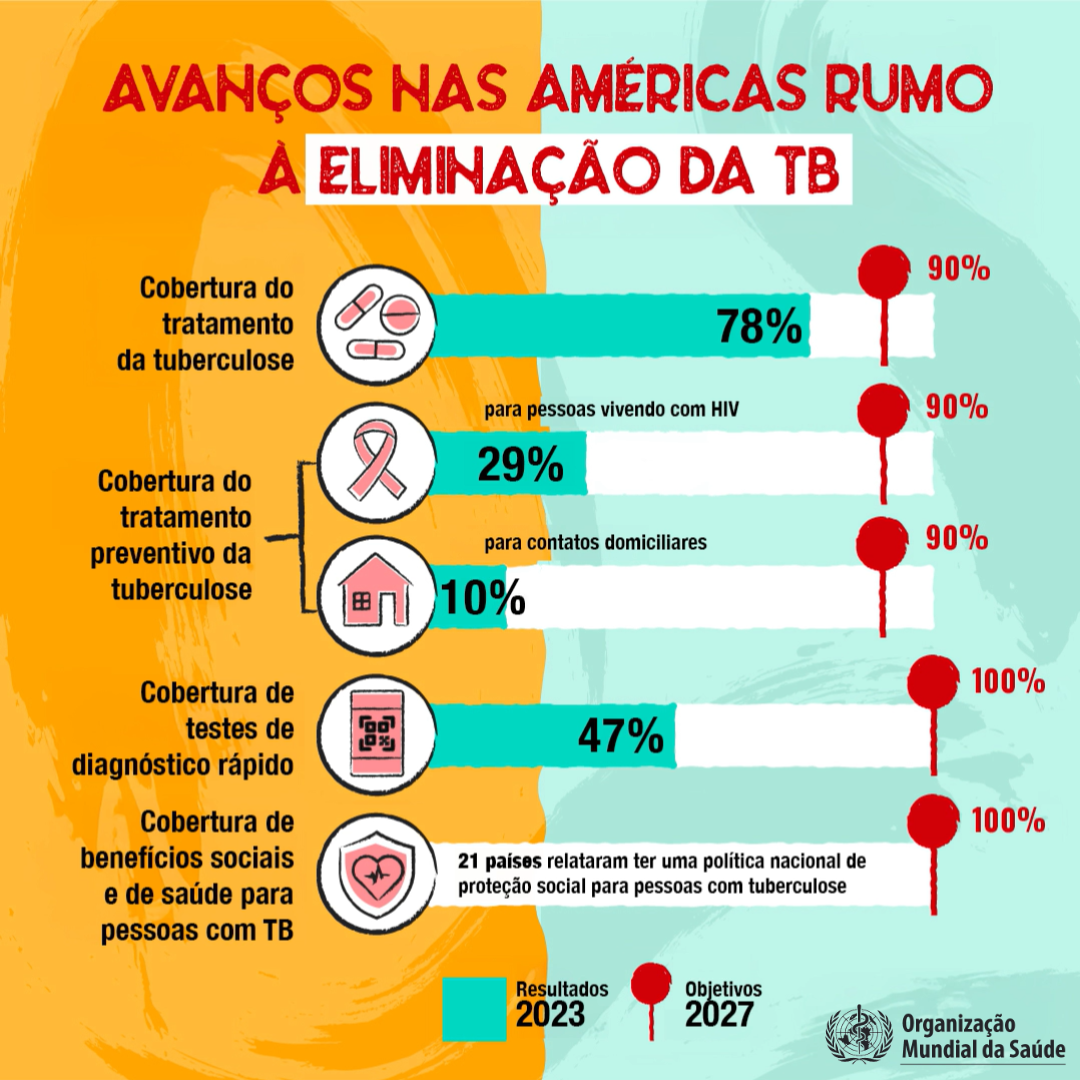 AVANÇOS NAS AMÉRICAS RUMO
À ELIMINAÇÃO DA TB
Cobertura do
tratamento
da tuberculose
78%
90%
Cobertura do
tratamento
preventivo da
tuberculose
para pessoas vivendo com HIV
29%
90%
para contatos domiciliares
10%
90%
Cobertura de
testes de
diagnóstico rápido
47%
100%
Cobertura de
benefícios sociais
e de saúde para
pessoas com TB
21 países relataram ter uma política nacional de
proteção social para pessoas com tuberculose
100%
Resultados
2023
Objetivos
2027
Organização
Mundial da Saúde